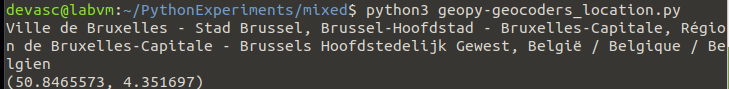 devasc@labvm:~/PythonExperiments/mixed$ python3 geopy-geocoders_location.py
Ville de Bruxelles - Stad Brussel, Brussel-Hoofdstad - Bruxelles-Capitale, Régio
n de Bruxelles-Capitale - Brussels Hoofdstedelijk Gewest, België / Belgique / Be
lgien
(50.8465573, 4.351697)